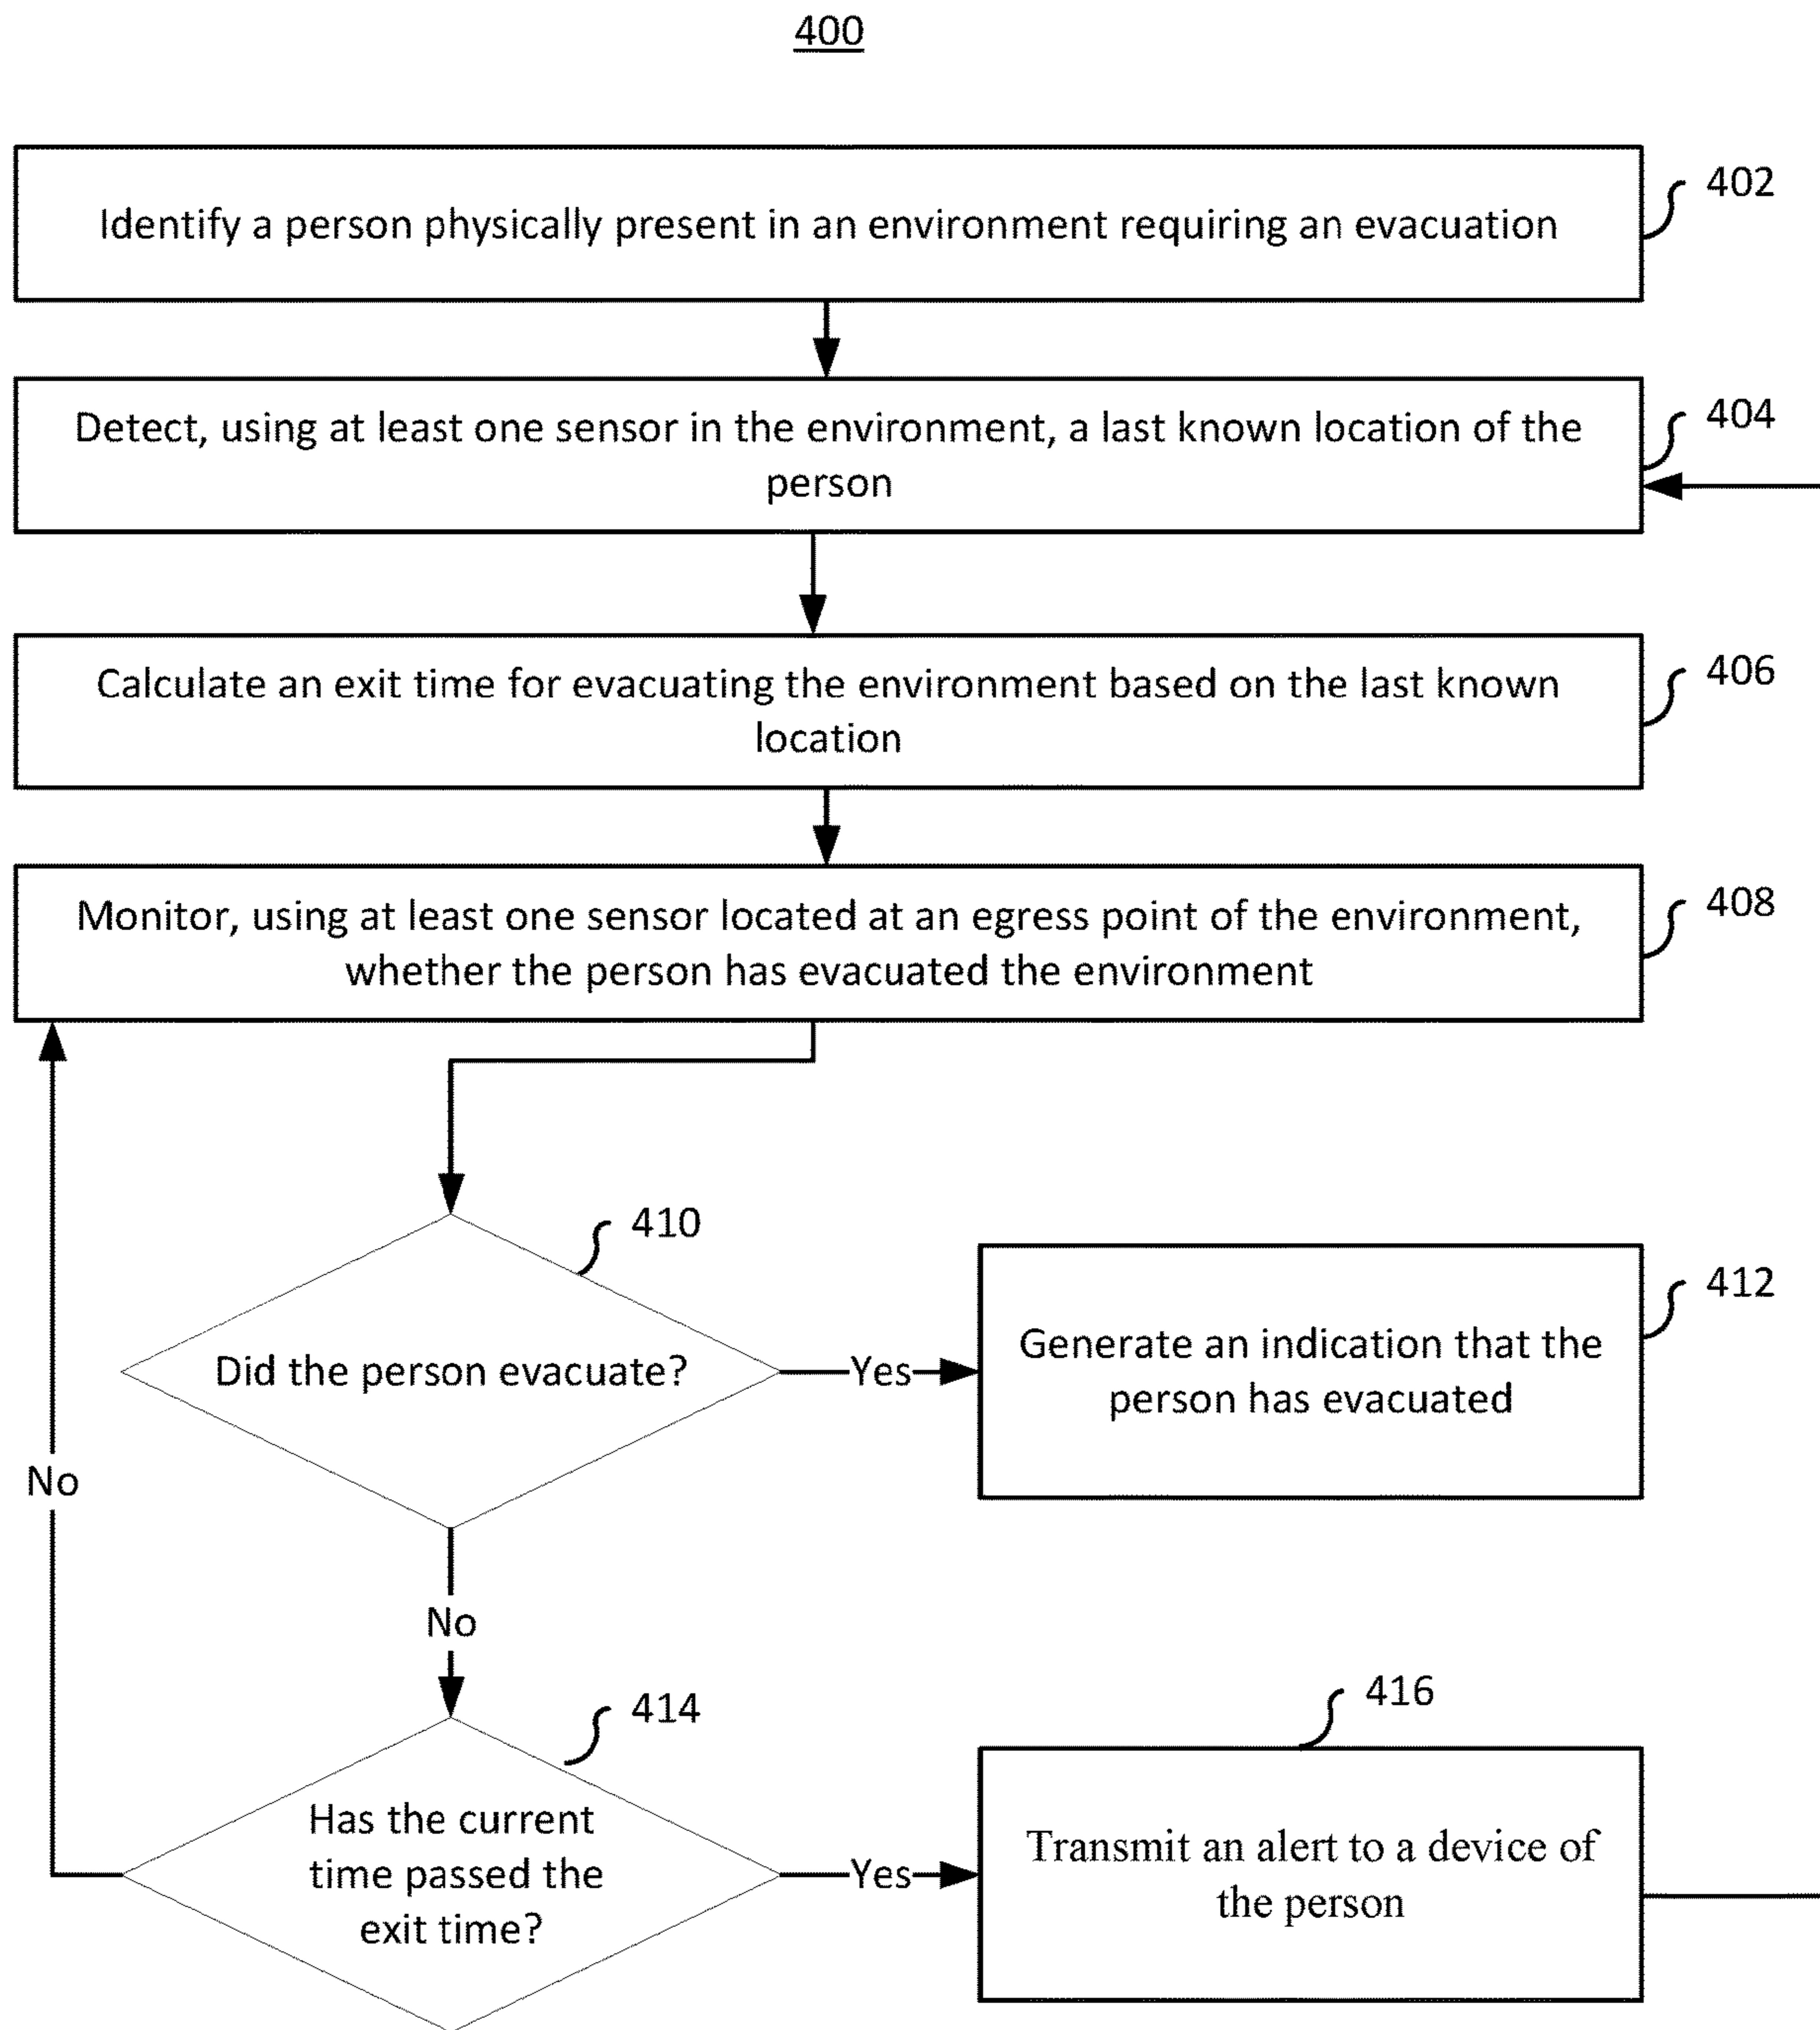 400
Identify a person physically present in an environment requiring an evacuation
402
Detect, using at least one sensor in the environment, a last known location of the
person
404
Calculate an exit time for evacuating the environment based on the last known
location
406
Monitor, using at least one sensor located at an egress point of the environment,
whether the person has evacuated the environment
408
410
Did the person evacuate?
Yes
412
Generate an indication that the
person has evacuated
No
No
414
Has the current
time passed the
exit time?
Yes
416
Transmit an alert to a device of
the person